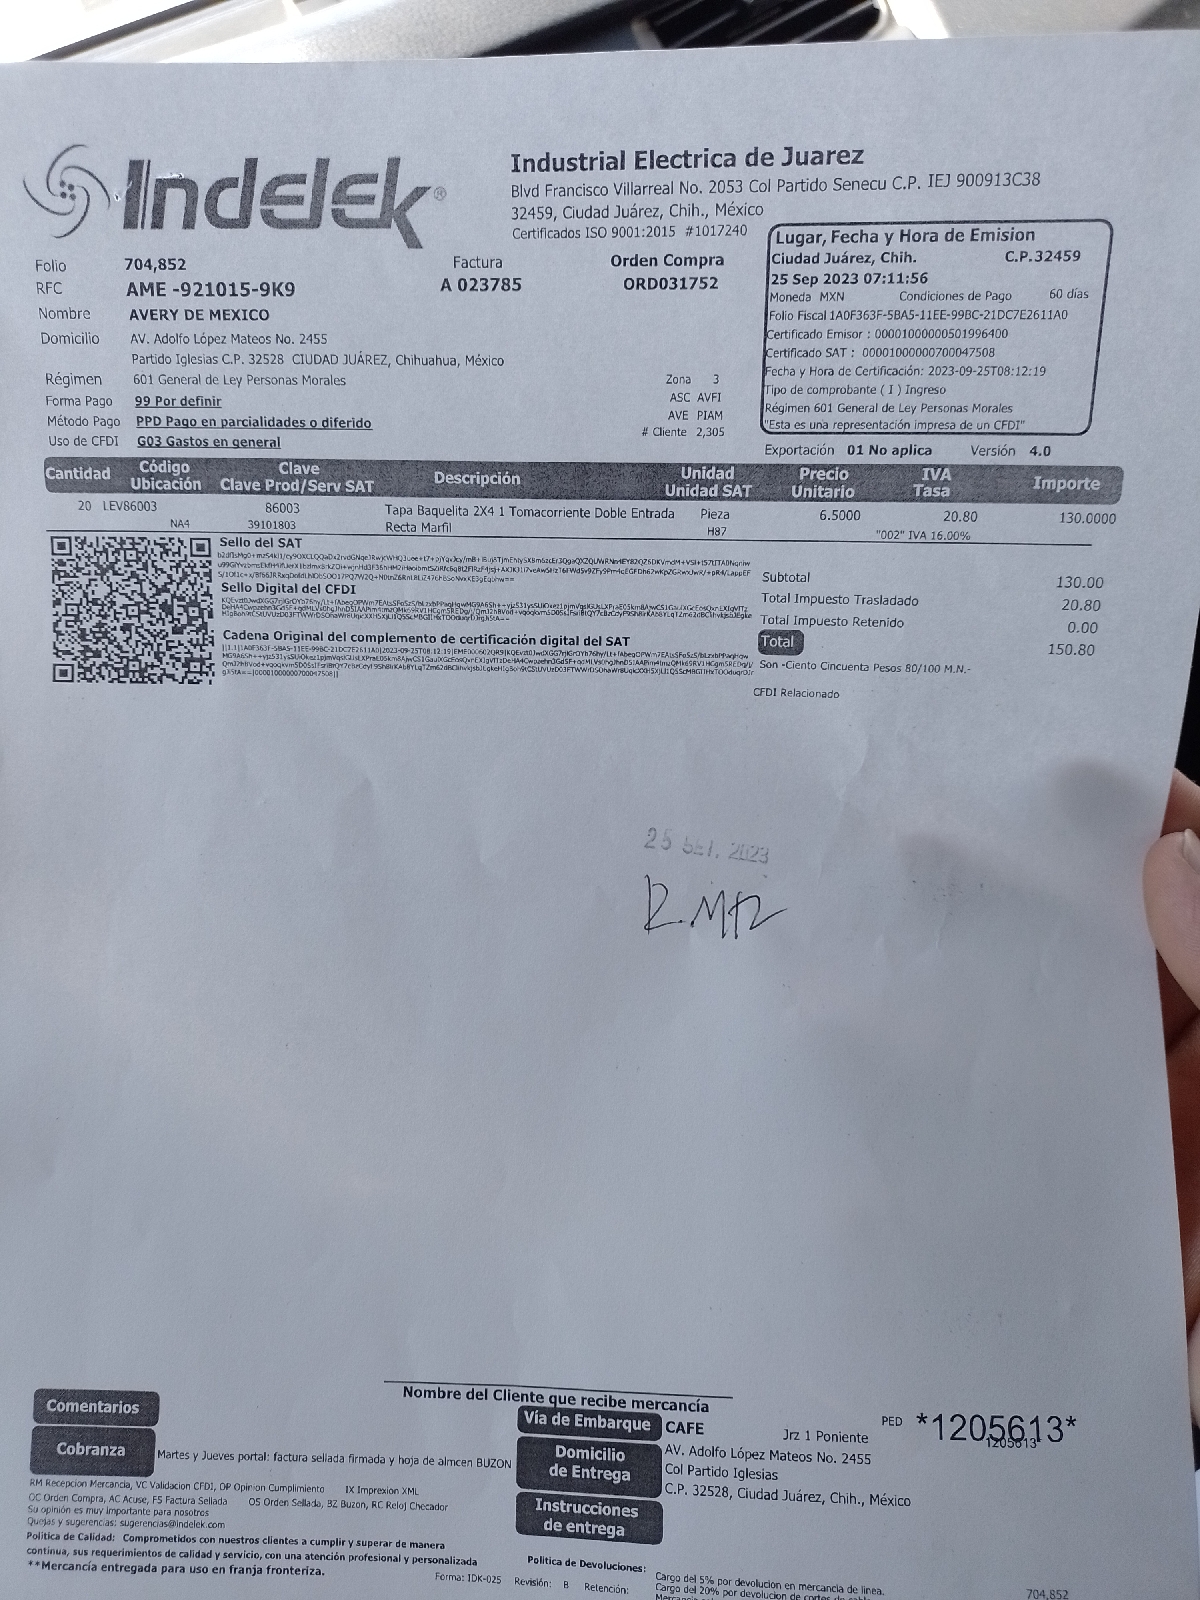 Indelek®
Industrial Electrica de Juarez
Blvd Francisco Villarreal No. 2053 Col Partido Senecu C.P. IEJ 900913C38
32459, Ciudad Juárez, Chih., México
Certificados ISO 9001:2015 #1017240
Folio 704,852
RFC AME -921015-9K9
Nombre AVERY DE MEXICO
Domicilio AV. Adolfo López Mateos No. 2455
Partido Iglesias C.P. 32528 CIUDAD JUÁREZ, Chihuahua, México
Régimen 601 General de Ley Personas Morales
Forma Pago 99 Por definir
Método Pago PPD Pago en parcialidades o diferido
Uso de CFDI G03 Gastos en general
Factura
A 023785
Orden Compra
ORD031752
Zona 3
ASC AVFI
AVE PIAM
# Cliente 2,305
Lugar, Fecha y Hora de Emision
Ciudad Juárez, Chih. C.P.32459
25 Sep 2023 07:11:56
Moneda MXN Condiciones de Pago 60 días
Folio Fiscal 1A0F363F-5BA5-11EE-99BC-21DC7E2611A0
Certificado Emisor : 00001000000501996400
Certificado SAT : 00001000000700047508
Fecha y Hora de Certificación: 2023-09-25T08:12:19
Tipo de comprobante ( I ) Ingreso
Régimen 601 General de Ley Personas Morales
"Esta es una representación impresa de un CFDI"
Exportación 01 No aplica Versión 4.0
Cantidad Código Ubicación Clave Clave Prod/Serv SAT Descripción Unidad Unidad SAT Precio Unitario IVA Tasa Importe
20 LEV86003 86003 Tapa Baquelita 2X4 1 Tomacorriente Doble Entrada Pieza 6.5000 20.80 130.0000
NA4 39101803 Recta Marfil H87 "002" IVA 16.00%
Sello del SAT
Sello Digital del CFDI
Cadena Original del complemento de certificación digital del SAT
Subtotal 130.00
Total Impuesto Trasladado 20.80
Total Impuesto Retenido 0.00
Total 150.80
Son -Ciento Cincuenta Pesos 80/100 M.N.-
CFDI Relacionado
25 SET. 2023
Nombre del Cliente que recibe mercancía
Comentarios
Cobranza Martes y Jueves portal: factura sellada firmada y hoja de almcen BUZON
RM Recepcion Mercancia, VC Validacion CFDI, OP Opinion Cumplimiento IX Impresion XML
OC Orden Compra, AC Acuse, FS Factura Sellada OS Orden Sellada, BZ Buzon, RC Reloj Checador
Su opinión es muy importante para nosotros
Quejas y sugerencias: sugerencias@indelek.com
Politica de Calidad: Comprometidos con nuestros clientes a cumplir y superar de manera
continua, sus requerimientos de calidad y servicio, con una atención profesional y personalizada
**Mercancía entregada para uso en franja fronteriza.
Vía de Embarque CAFE Jrz 1 Poniente
PED *1205613*
1205613
Domicilio de Entrega AV. Adolfo López Mateos No. 2455
Col Partido Iglesias
C.P. 32528, Ciudad Juárez, Chih., México
Instrucciones de entrega
Forma: IDK-025 Revisión: B Retención:
Politica de Devoluciones:
Cargo del 5% por devolucion en mercancia de linea.
Cargo del 20% por devolucion de cortes de cable
704,852